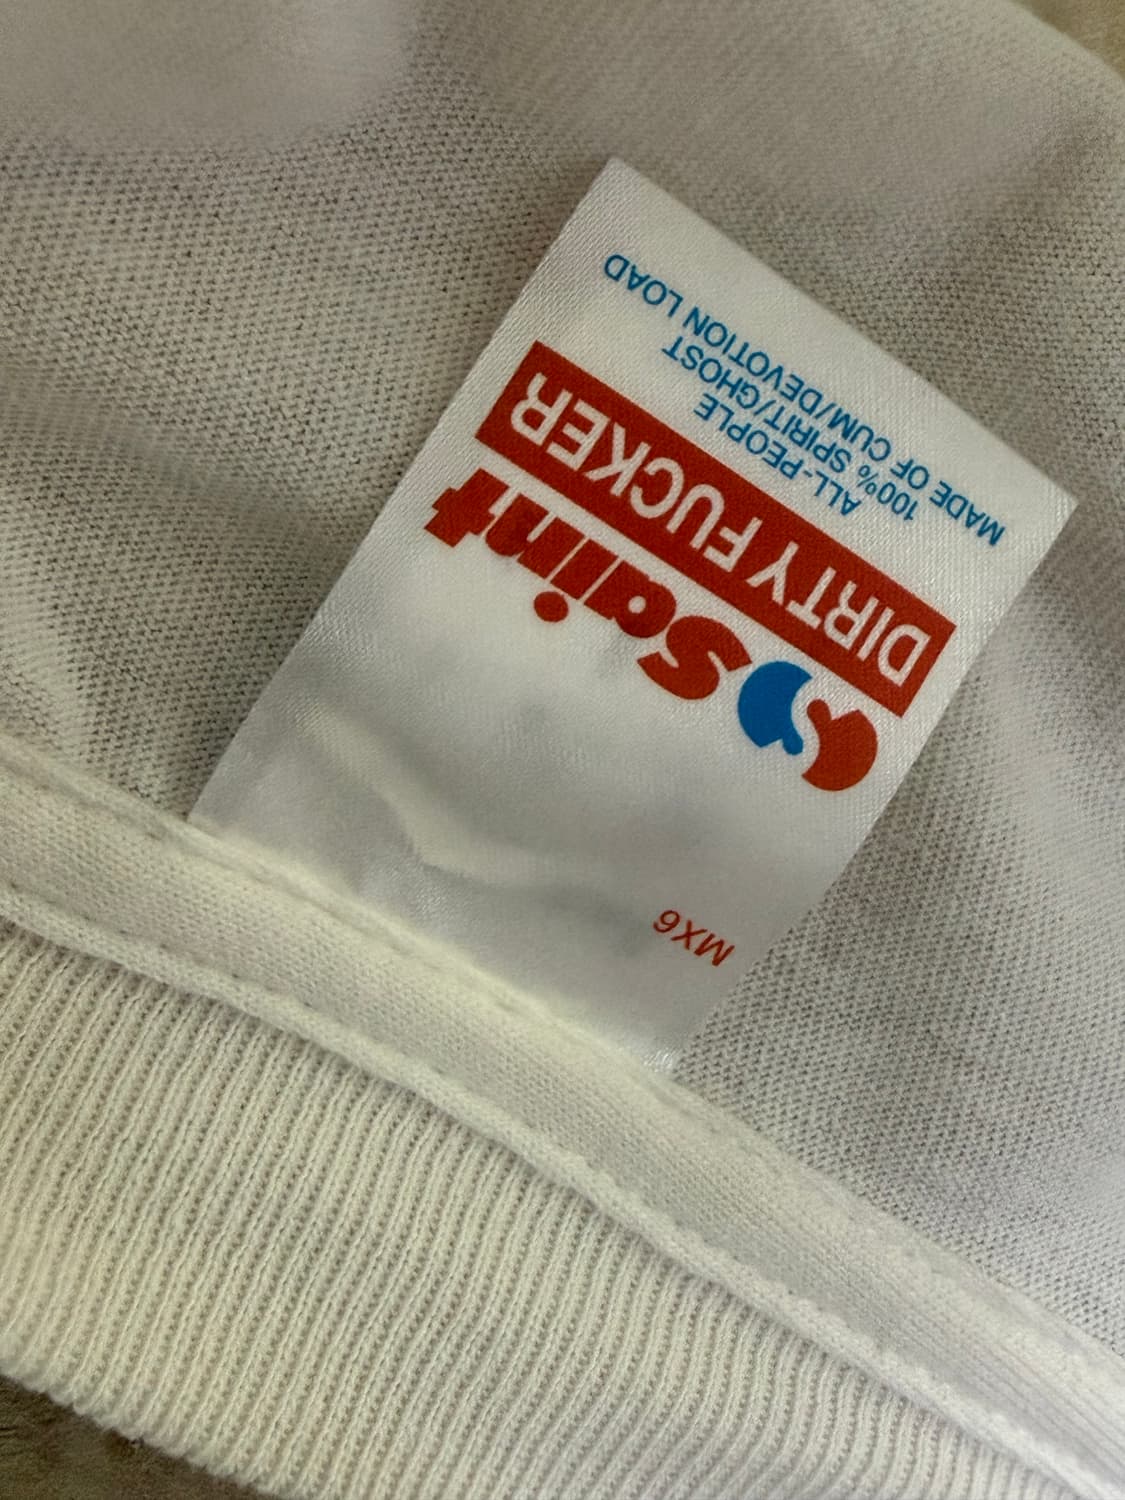 MX6
Saint
DIRTY FUCKER
ALL-PEOPLE
100% SPIRIT/GHOST
MADE OF CUM/DEVOTION LOAD